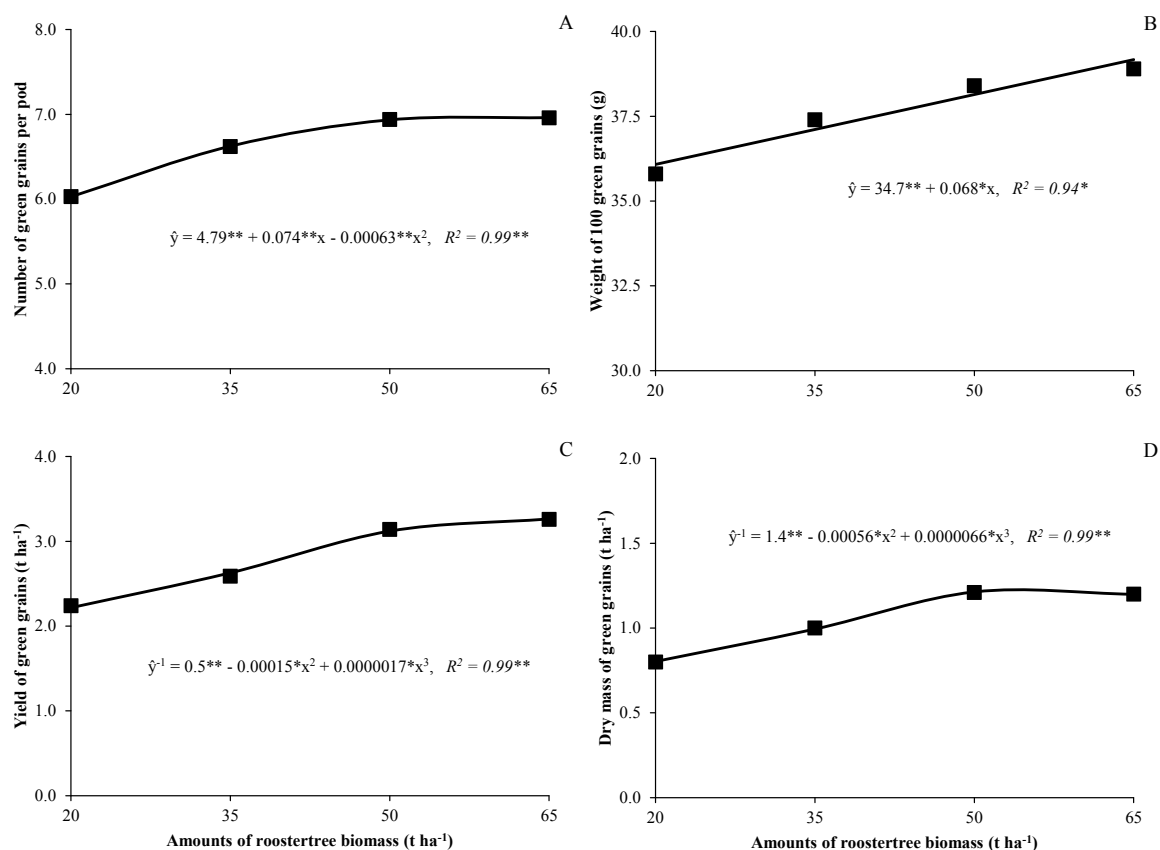 A
Number of green grains per pod
8.0
7.0
6.0
5.0
4.0
ŷ = 4.79** + 0.074**x - 0.00063**x², R² = 0.99**
20 35 50 65
B
Weight of 100 green grains (g)
40.0
37.5
35.0
32.5
30.0
ŷ = 34.7** + 0.068*x, R² = 0.94*
20 35 50 65
C
Yield of green grains (t ha⁻¹)
4.0
3.0
2.0
1.0
0.0
ŷ⁻¹ = 0.5** - 0.00015*x² + 0.0000017*x³, R² = 0.99**
20 35 50 65
Amounts of roostertree biomass (t ha⁻¹)
D
Dry mass of green grains (t ha⁻¹)
2.0
1.5
1.0
0.5
0.0
ŷ⁻¹ = 1.4** - 0.00056*x² + 0.0000066*x³, R² = 0.99**
20 35 50 65
Amounts of roostertree biomass (t ha⁻¹)